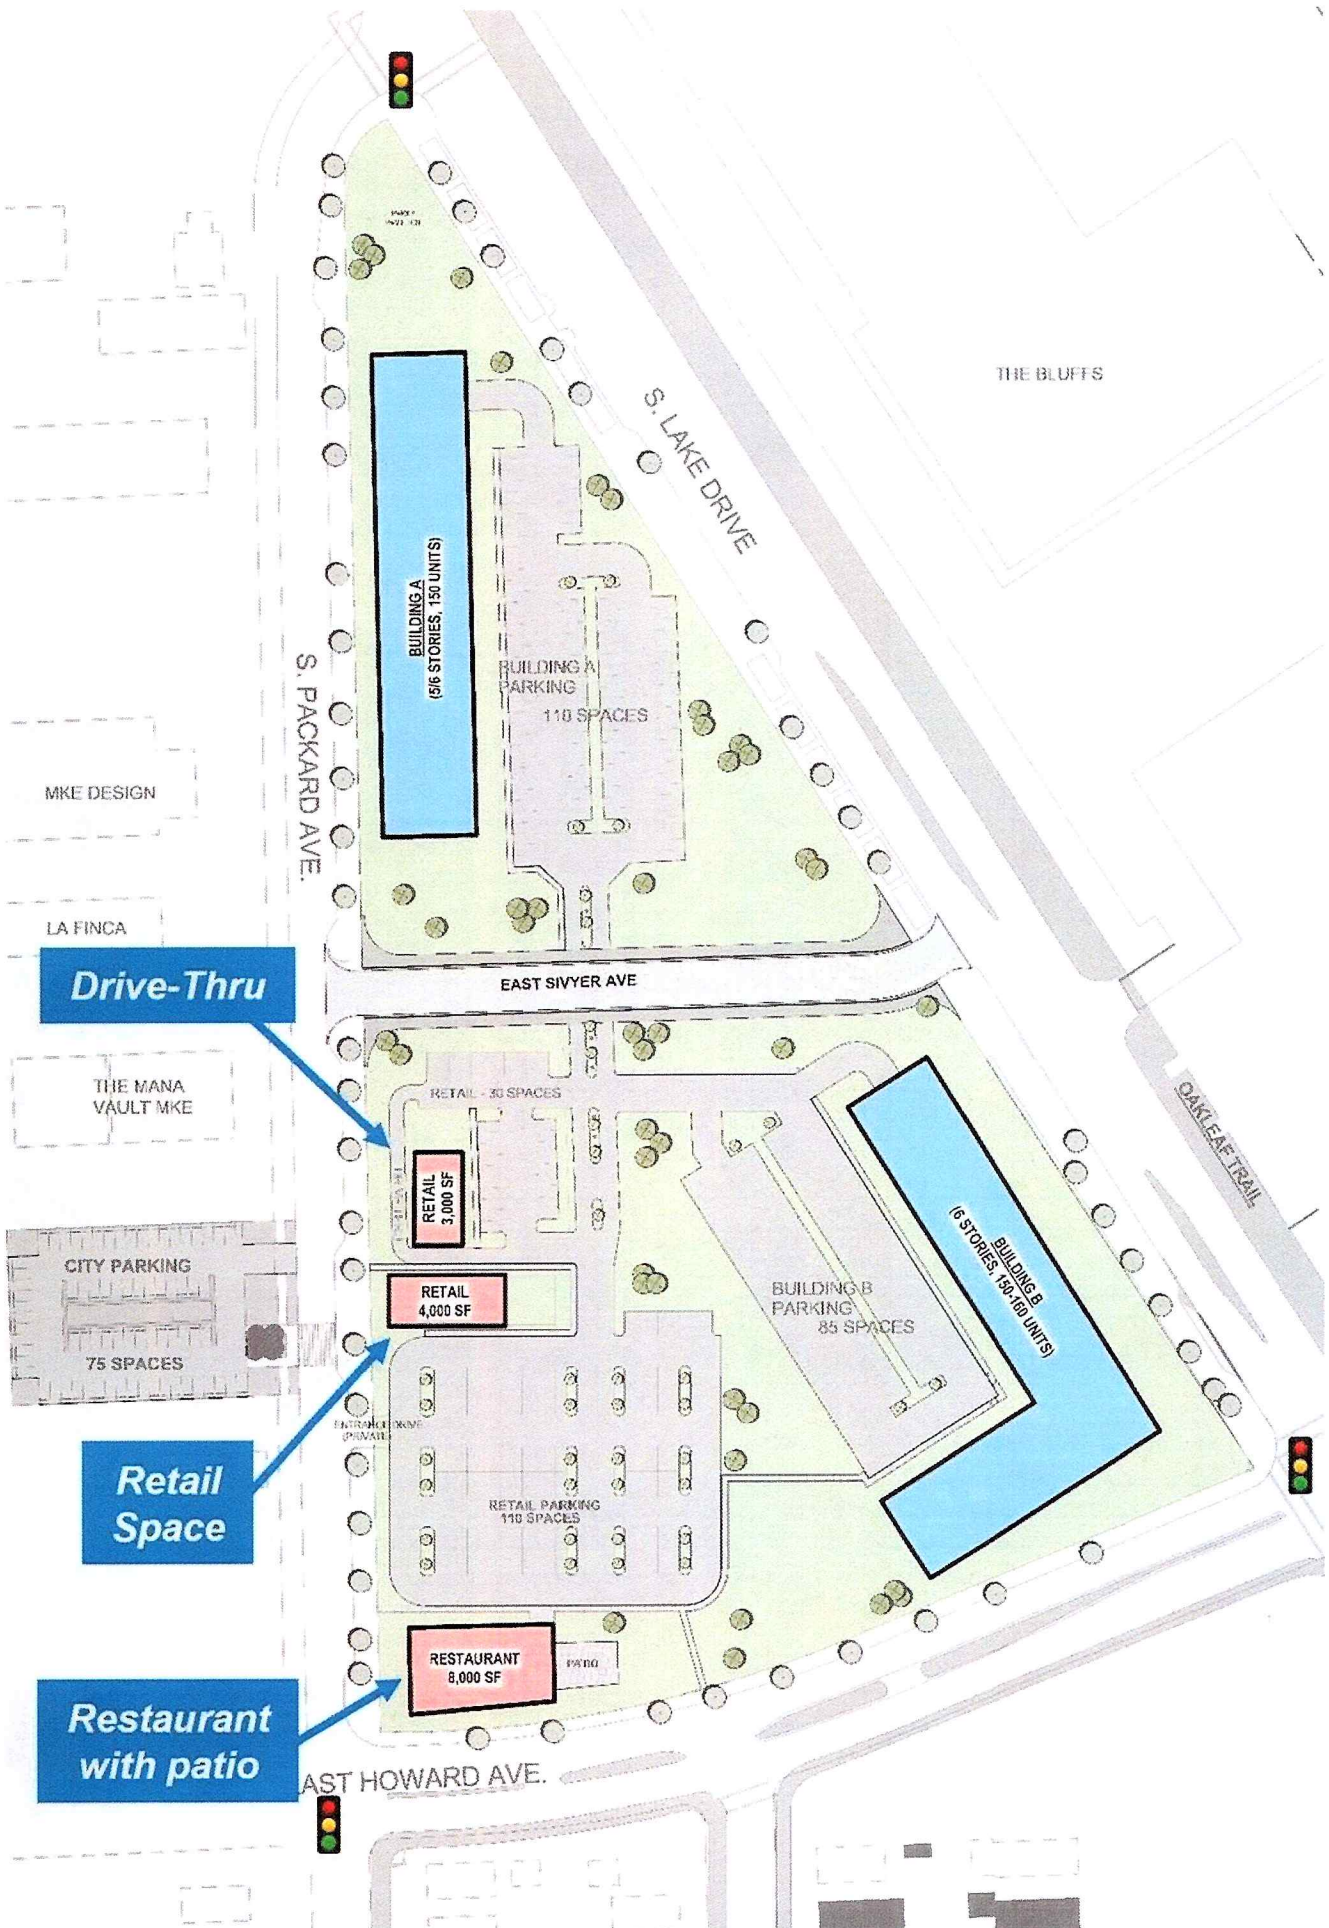 THE BLUFFS
S. LAKE DRIVE
BUILDING A
(5/6 STORIES, 150 UNITS)
BUILDING A
PARKING
110 SPACES
S. PACKARD AVE.
MKE DESIGN
LA FINCA
Drive-Thru
EAST SIVYER AVE
THE MANA
VAULT MKE
RETAIL - 30 SPACES
OAKLEAF TRAIL
RETAIL
3,000 SF
CITY PARKING
75 SPACES
RETAIL
4,000 SF
BUILDING B
PARKING
85 SPACES
BUILDING B
(6 STORIES, 150-160 UNITS)
ENTRANCE DRIVE
(PRIVATE)
Retail
Space
RETAIL PARKING
110 SPACES
RESTAURANT
8,000 SF
PATIO
Restaurant
with patio
AST HOWARD AVE.